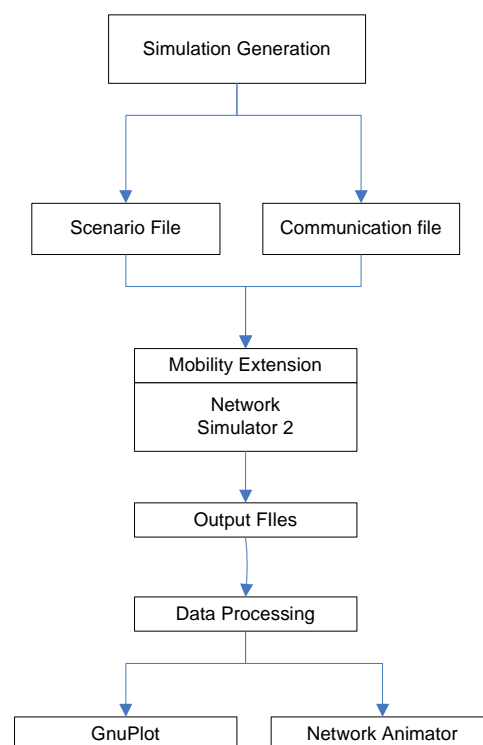 Simulation Generation
Scenario File
Communication file
Mobility Extension
Network
Simulator 2
Output FIles
Data Processing
GnuPlot
Network Animator